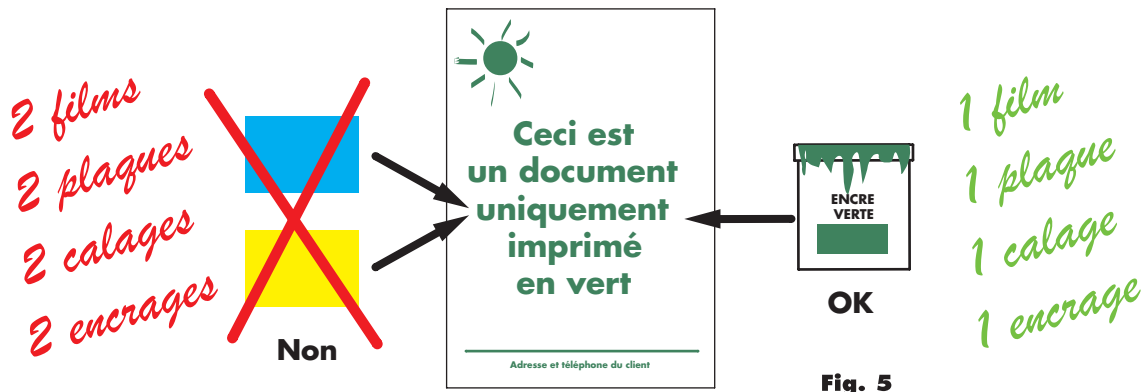 2 films
2 plaques
2 calages
2 encrages
Non
Ceci est
un document
uniquement
imprimé
en vert
Adresse et téléphone du client
ENCRE
VERTE
OK
1 film
1 plaque
1 calage
1 encrage
Fig. 5